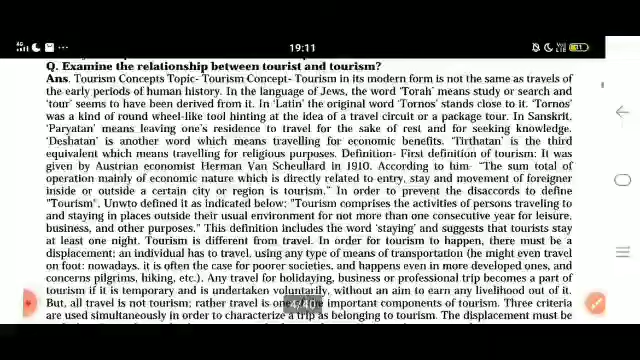 19:11
Q. Examine the relationship between tourist and tourism?
Ans. Tourism Concepts Topic- Tourism Concept - Tourism in its modern form is not the same as travels of
the early periods of human history. In the language of Jews, the word 'Torah' means study or search and
'tour' seems to have been derived from it. In 'Latin' the original word 'Tornos' stands close to it. 'Tornos'
was a kind of round wheel-like tool hinting at the idea of a travel circuit or a package tour. In Sanskrit,
'Paryatan' means leaving one's residence to travel for the sake of rest and for seeking knowledge.
'Deshatan' is another word which means travelling for economic benefits. 'Tirthatan' is the third
equivalent which means travelling for religious purposes. Definition- First definition of tourism: It was
given by Austrian economist Herman Van Scheullard in 1910. According to him- "The sum total of
operation mainly of economic nature which is directly related to entry, stay and movement of foreigner
inside or outside a certain city or region is tourism." In order to prevent the disaccords to define
"Tourism", Unwto defined it as indicated below: "Tourism comprises the activities of persons traveling to
and staying in places outside their usual environment for not more than one consecutive year for leisure,
business, and other purposes." This definition includes the word 'staying' and suggests that tourists stay
at least one night. Tourism is different from travel. In order for tourism to happen, there must be a
displacement: an individual has to travel, using any type of means of transportation (he might even travel
on foot: nowadays, it is often the case for poorer societies, and happens even in more developed ones, and
concerns pilgrims, hiking, etc.). Any travel for holidaying, business or professional trip becomes a part of
tourism if it is temporary and is undertaken voluntarily, without an aim to earn any livelihood out of it.
But, all travel is not tourism; rather travel is one of the important components of tourism. Three criteria
4/40
are used simultaneously in order to characterize a trip as belonging to tourism. The displacement must be